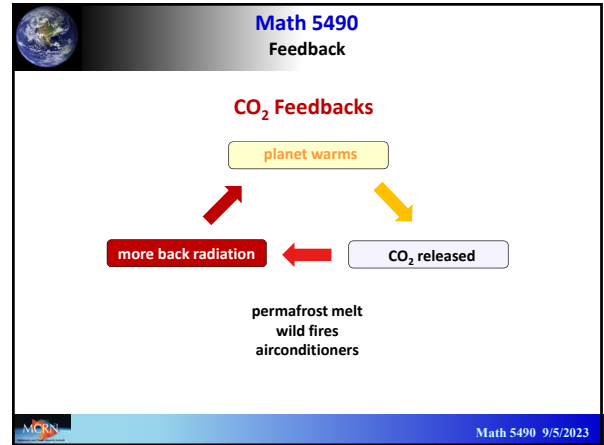 Math 5490
Feedback
CO₂ Feedbacks
planet warms
more back radiation
CO₂ released
permafrost melt
wild fires
airconditioners
MCRN
Math 5490 9/5/2023